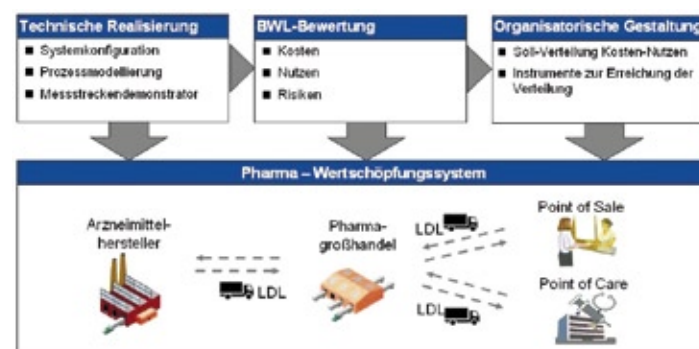 Technische Realisierung
Systemkonfiguration
Prozessmodellierung
Messstreckendemonstrator
BWL-Bewertung
Kosten
Nutzen
Risiken
Organisatorische Gestaltung
Soll-Verteilung Kosten-Nutzen
Instrumente zur Erreichung der
Verteilung
Pharma – Wertschöpfungssystem
Arzneimittel-
hersteller
LDL
Pharma-
großhandel
LDL
LDL
Point of Sale
Point of Care